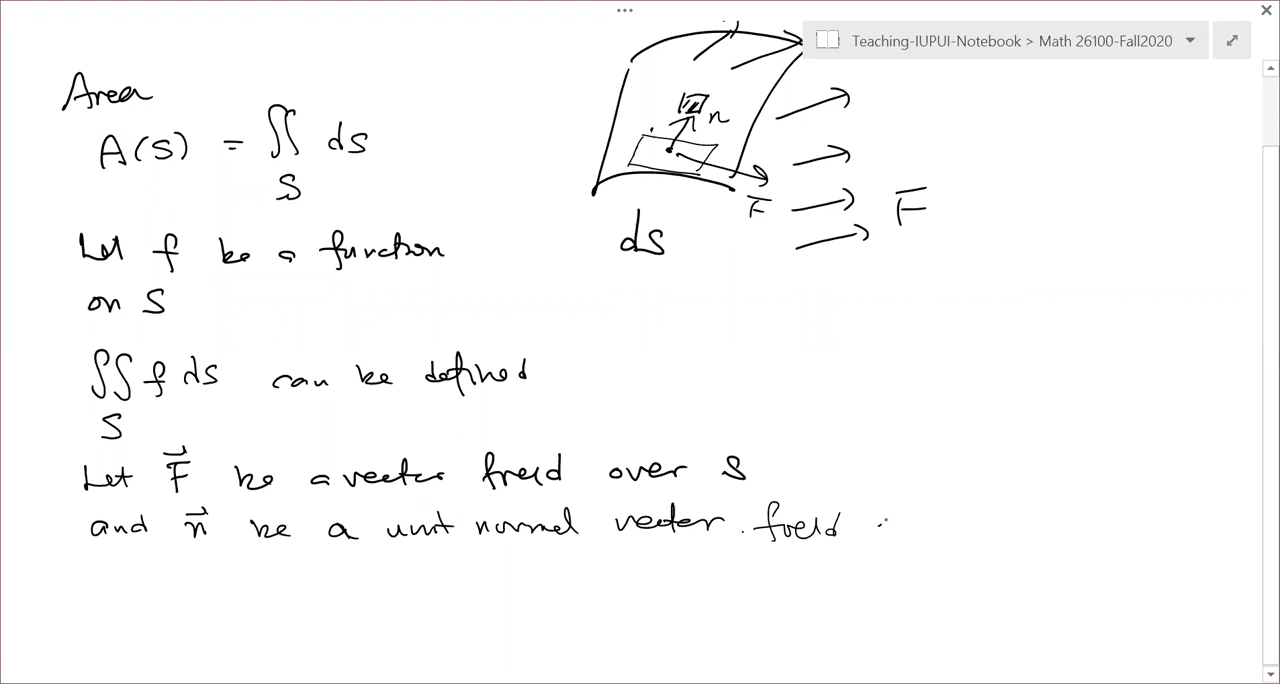 Teaching-IUPUI-Notebook > Math 26100-Fall2020
Area
A(S) = ∬ ds
S
n
F
F
ds
Let f be a function
on S
∬ f ds can be defined
S
Let F⃗ be a vector field over S
and n⃗ be a unit normal vector field